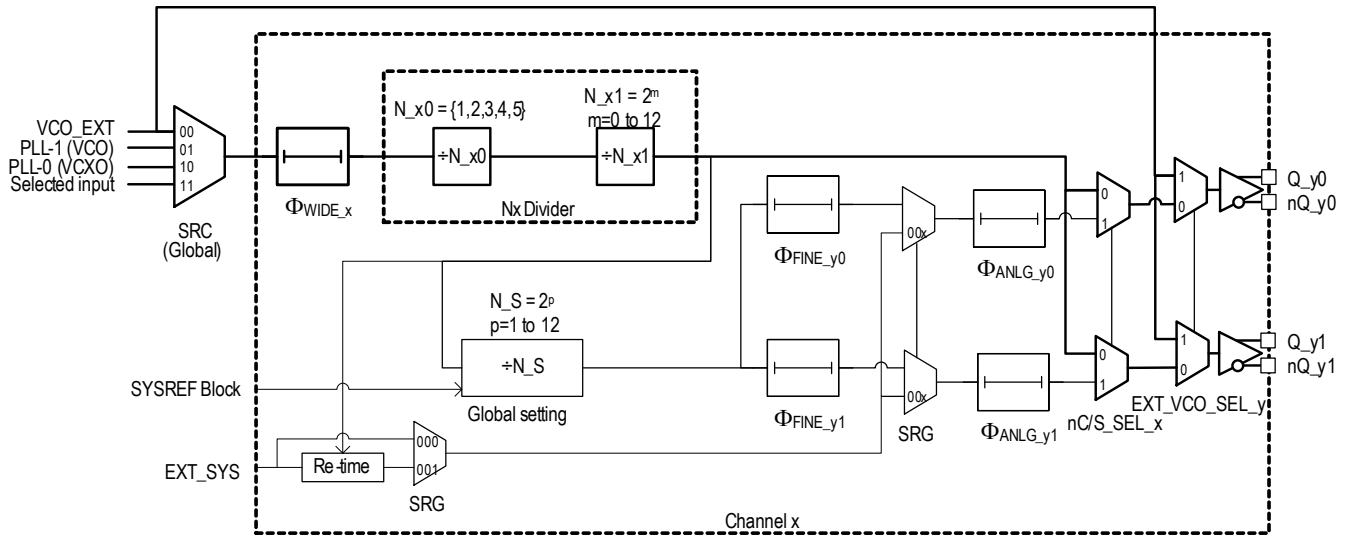 N_x0 = {1,2,3,4,5}
N_x1 = 2ᵐ
m=0 to 12
VCO_EXT
PLL-1 (VCO)
PLL-0 (VCXO)
Selected input
00
01
10
11
SRC
(Global)
ΦWIDE_x
÷N_x0
÷N_x1
Nx Divider
ΦFINE_y0
00x
ΦANLG_y0
0
1
1
0
Q_y0
nQ_y0
N_S = 2ᵖ
p=1 to 12
÷N_S
Global setting
SYSREF Block
ΦFINE_y1
00x
SRG
ΦANLG_y1
0
1
nC/S_SEL_x
1
0
EXT_VCO_SEL_y
Q_y1
nQ_y1
EXT_SYS
Re-time
000
001
SRG
Channel x